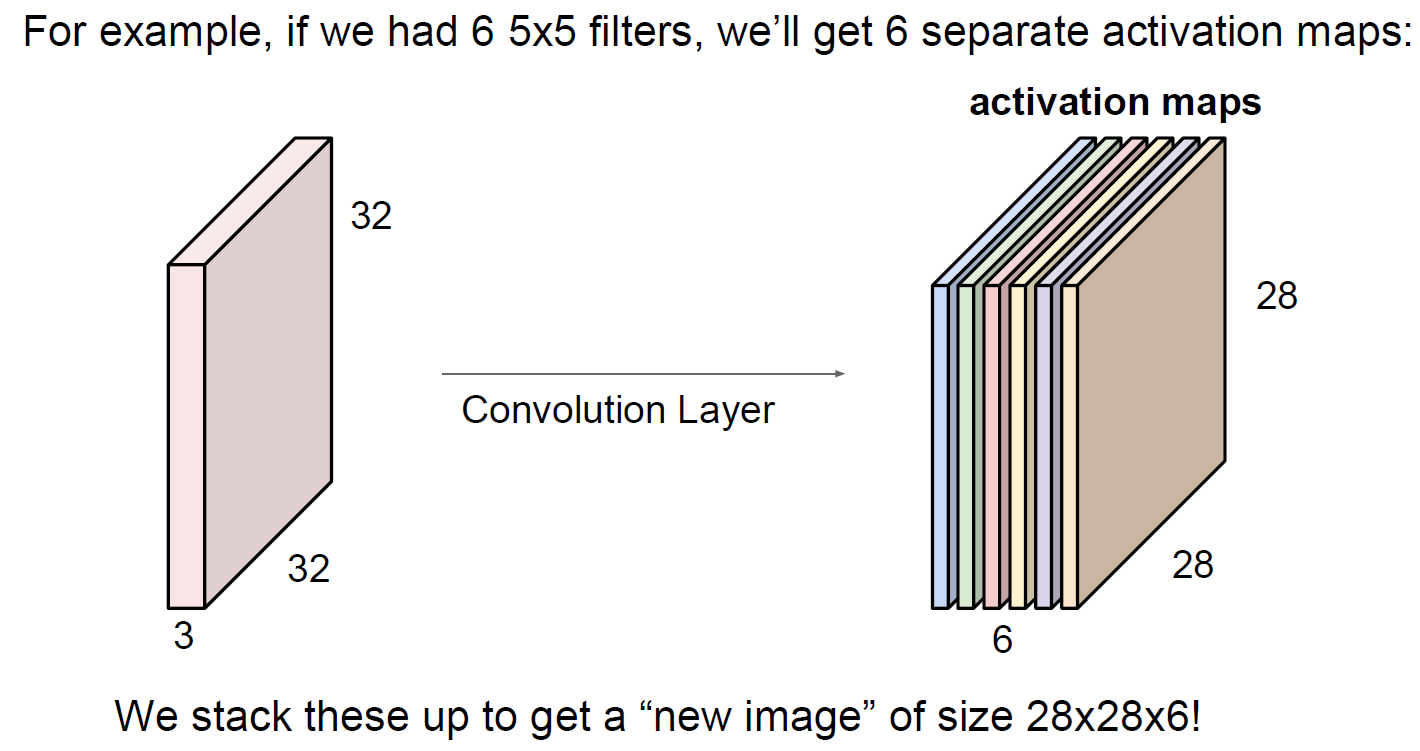 For example, if we had 6 5x5 filters, we’ll get 6 separate activation maps:
activation maps
32
28
Convolution Layer
32
28
3
6
We stack these up to get a “new image” of size 28x28x6!